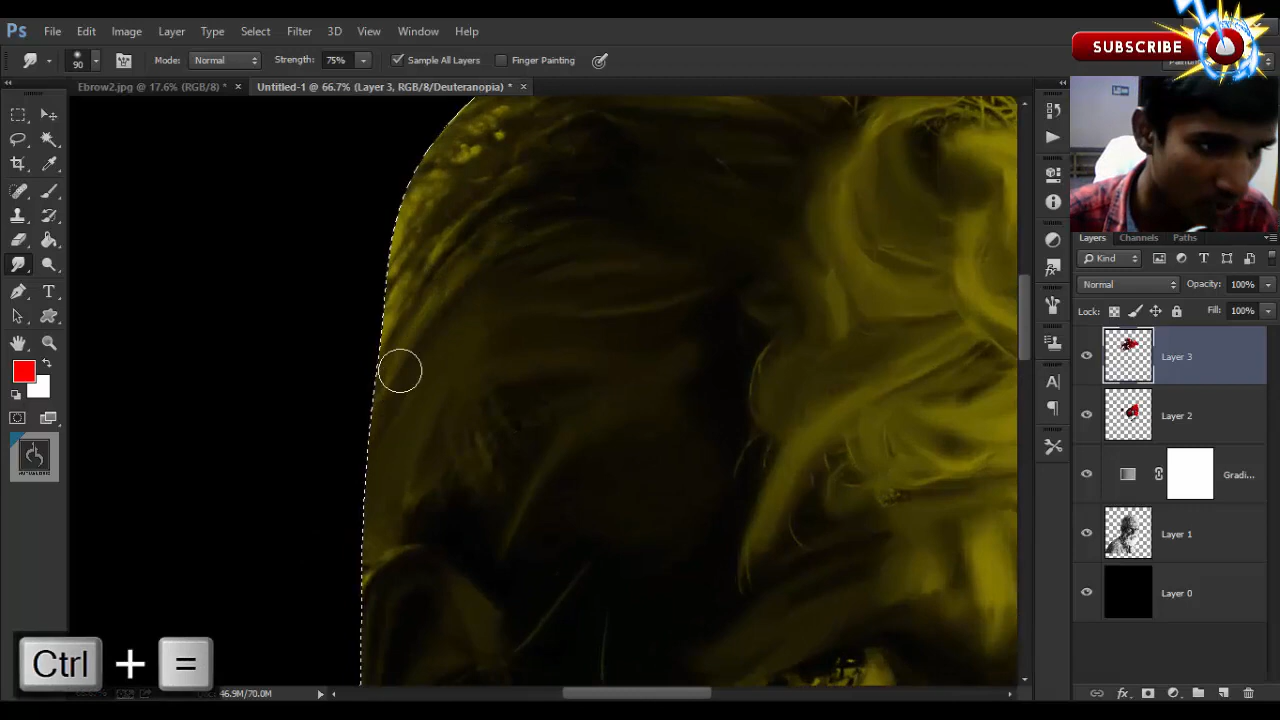 Ps File Edit Image Layer Type Select Filter 3D View Window Help
SUBSCRIBE
90 Mode: Normal Strength: 75% Sample All Layers Finger Painting
Ebrow2.jpg @ 17.6% (RGB/8) * × Untitled-1 @ 66.7% (Layer 3, RGB/8/Deuteranopia) * ×
Layers Channels Paths
Kind
Normal Opacity: 100%
Lock: Fill: 100%
Layer 3
Layer 2
Gradi...
Layer 1
Layer 0
Ctrl + =
46.9M/70.0M